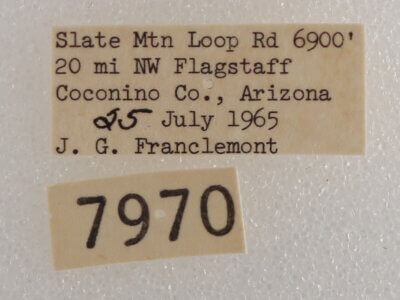 Slate Mtn Loop Rd 6900'
20 mi NW Flagstaff
Coconino Co., Arizona
25 July 1965
J. G. Franclemont
7970